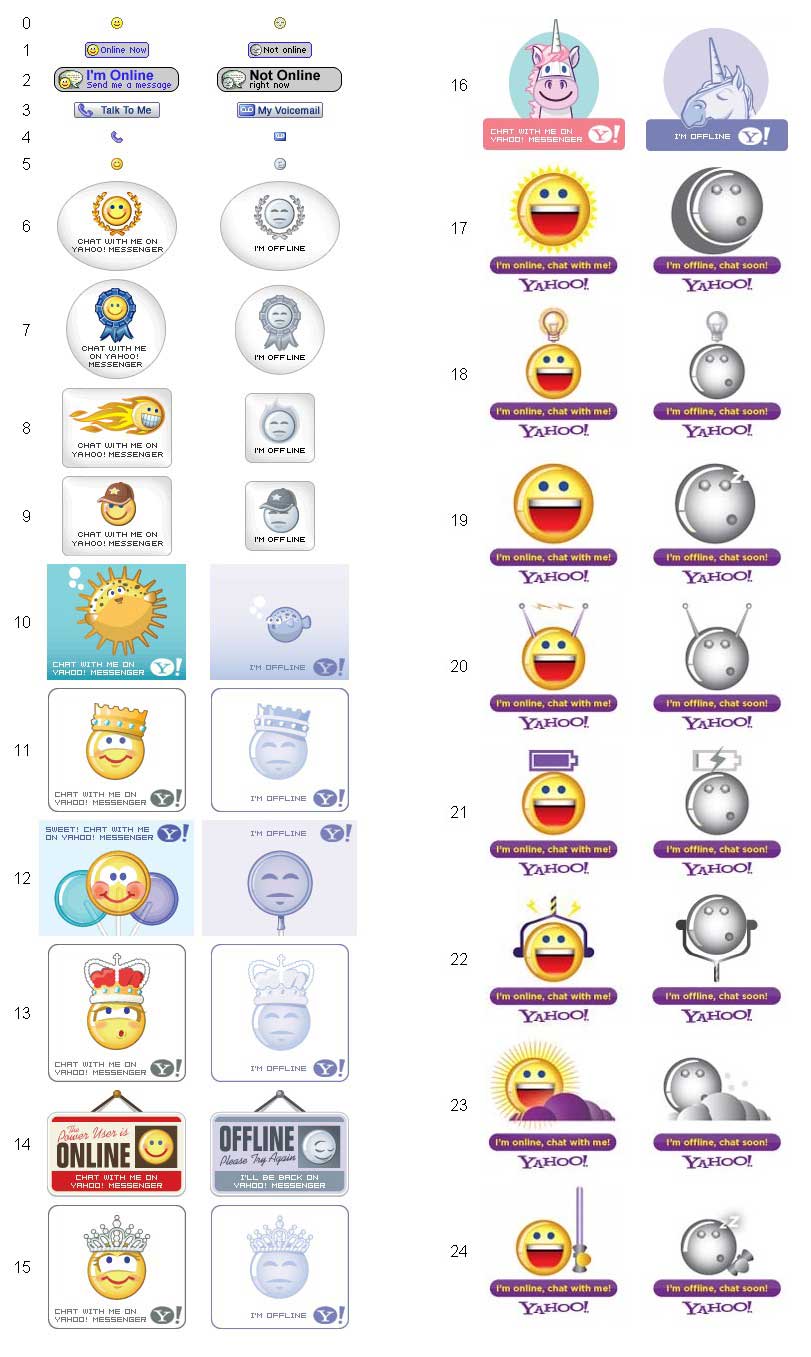 0
1
Online Now
Not online
2
I'm Online
Send me a message
Not Online
right now
3
Talk To Me
My Voicemail
4
5
6
CHAT WITH ME ON
YAHOO! MESSENGER
I'M OFFLINE
7
CHAT WITH ME
ON YAHOO!
MESSENGER
I'M OFFLINE
8
CHAT WITH ME ON
YAHOO! MESSENGER
I'M OFFLINE
9
CHAT WITH ME ON
YAHOO! MESSENGER
I'M OFFLINE
10
CHAT WITH ME ON
YAHOO! MESSENGER
Y!
I'M OFFLINE
Y!
11
CHAT WITH ME ON
YAHOO! MESSENGER
Y!
I'M OFFLINE
Y!
12
SWEET! CHAT WITH ME
ON YAHOO! MESSENGER
Y!
I'M OFFLINE
Y!
13
CHAT WITH ME ON
YAHOO! MESSENGER
Y!
I'M OFFLINE
Y!
14
The
Power User is
ONLINE
CHAT WITH ME ON
YAHOO! MESSENGER
OFFLINE
Please Try Again
I'LL BE BACK ON
YAHOO! MESSENGER
15
CHAT WITH ME ON
YAHOO! MESSENGER
Y!
I'M OFFLINE
Y!
16
CHAT WITH ME ON
YAHOO! MESSENGER
Y!
I'M OFFLINE
Y!
17
I'm online, chat with me!
YAHOO!
I'm offline, chat soon!
YAHOO!
18
I'm online, chat with me!
YAHOO!
I'm offline, chat soon!
YAHOO!
19
z
I'm online, chat with me!
YAHOO!
I'm offline, chat soon!
YAHOO!
20
I'm online, chat with me!
YAHOO!
I'm offline, chat soon!
YAHOO!
21
I'm online, chat with me!
YAHOO!
I'm offline, chat soon!
YAHOO!
22
I'm online, chat with me!
YAHOO!
I'm offline, chat soon!
YAHOO!
23
I'm online, chat with me!
YAHOO!
I'm offline, chat soon!
YAHOO!
24
zZ
I'm online, chat with me!
YAHOO!
I'm offline, chat soon!
YAHOO!